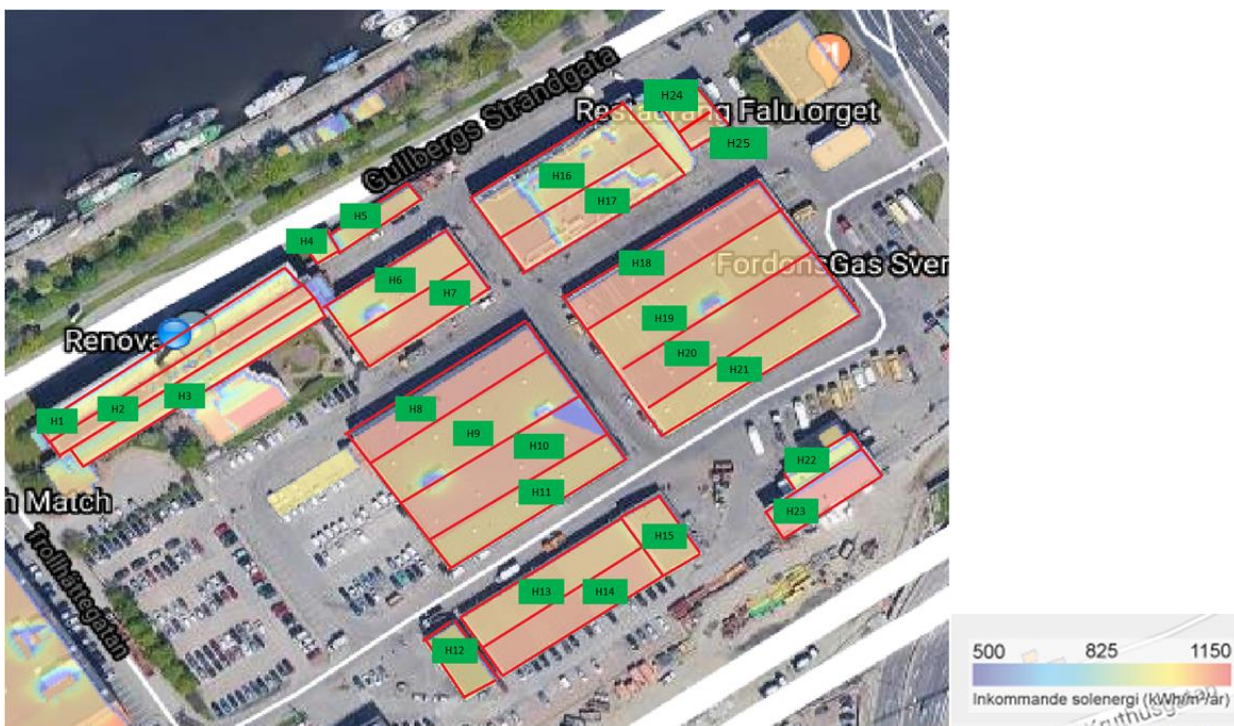 Gullbergs Strandgata
H24
Restaurang Falutorget
H25
H16
H17
H5
H4
H18
FordonsGas Sver
H6
H7
Renova
H19
H20
H21
H1
H2
H3
H8
H9
H10
H11
H22
H23
h Match
Trollhättegatan
H15
H13
H14
H12
500 825 1150
Inkommande solenergi (kWh/m²/år)
Kruthusgatan